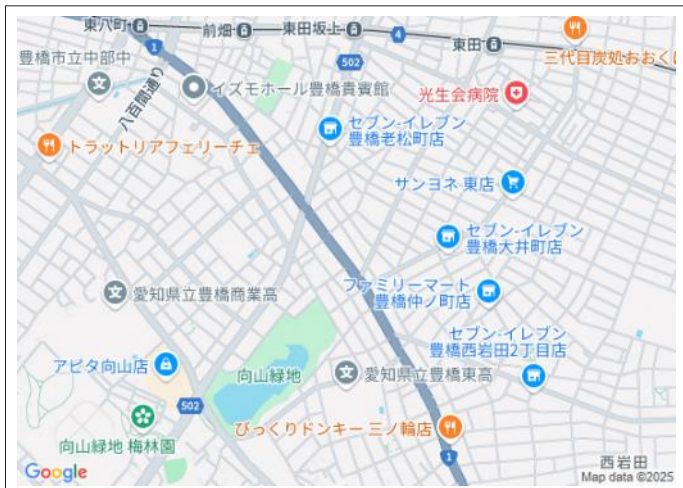 東八町
前畑
東田坂上
4
東田
1
502
豊橋市立中部中
三代目炭処おおくに
八百間通り
イズモホール豊橋貴賓館
光生会病院
セブン-イレブン
豊橋老松町店
トラットリアフェリーチェ
サンヨネ 東店
セブン-イレブン
豊橋大井町店
愛知県立豊橋商業高
ファミリーマート
豊橋仲ノ町店
セブン-イレブン
豊橋西岩田2丁目店
アピタ向山店
向山緑地
愛知県立豊橋東高
502
びっくりドンキー 三ノ輪店
向山緑地 梅林園
1
西岩田
Google
Map data ©2025